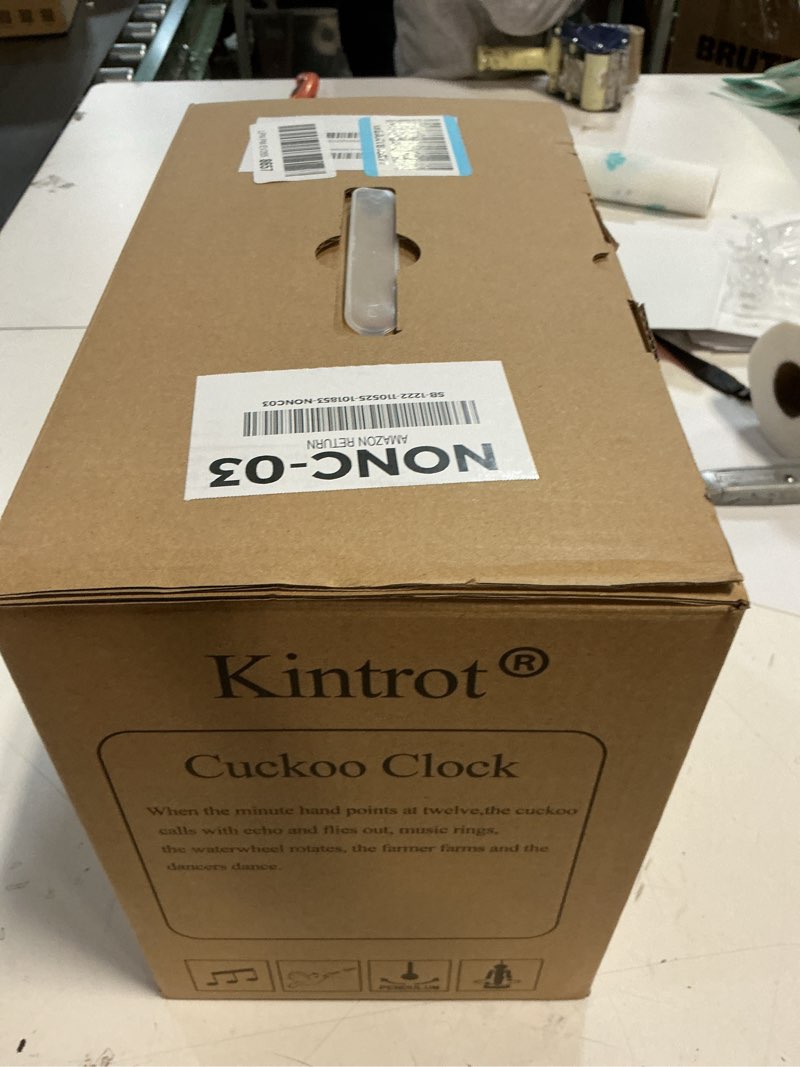 BRUT
9857
SB-1222-110525-101853-NONC03
AMAZON RETURN
NONC-03
Kintrot®
Cuckoo Clock
When the minute hand points at twelve,the cuckoo
calls with echo and flies out, music rings,
the waterwheel rotates, the farmer farms and the
dancers dance.
PENDULUM